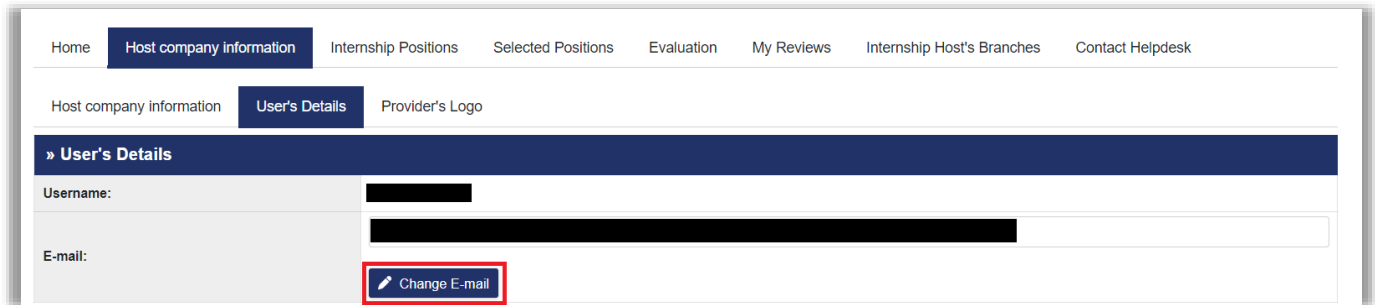 Home Host company information Internship Positions Selected Positions Evaluation My Reviews Internship Host's Branches Contact Helpdesk
Host company information User's Details Provider's Logo
» User's Details
Username:
E-mail:
Change E-mail